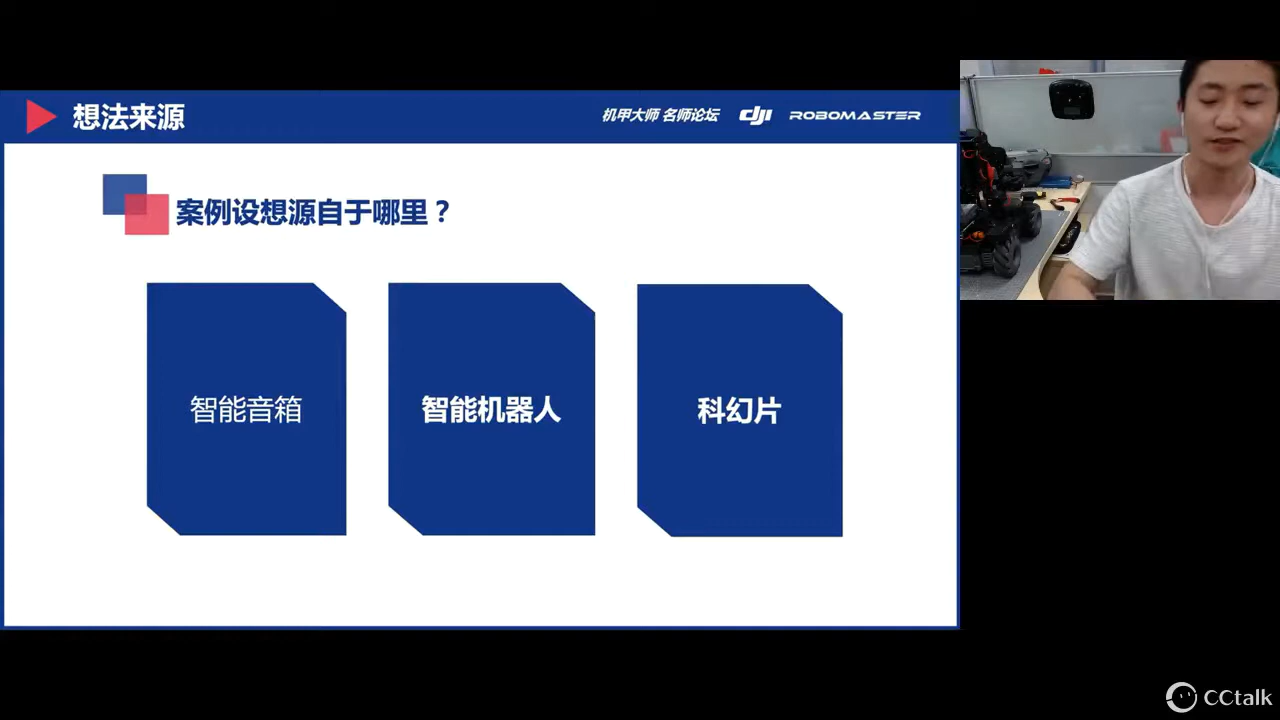 想法来源
机甲大师 名师论坛 dji ROBOMASTER
案例设想源自于哪里？
智能音箱
智能机器人
科幻片
CCtalk